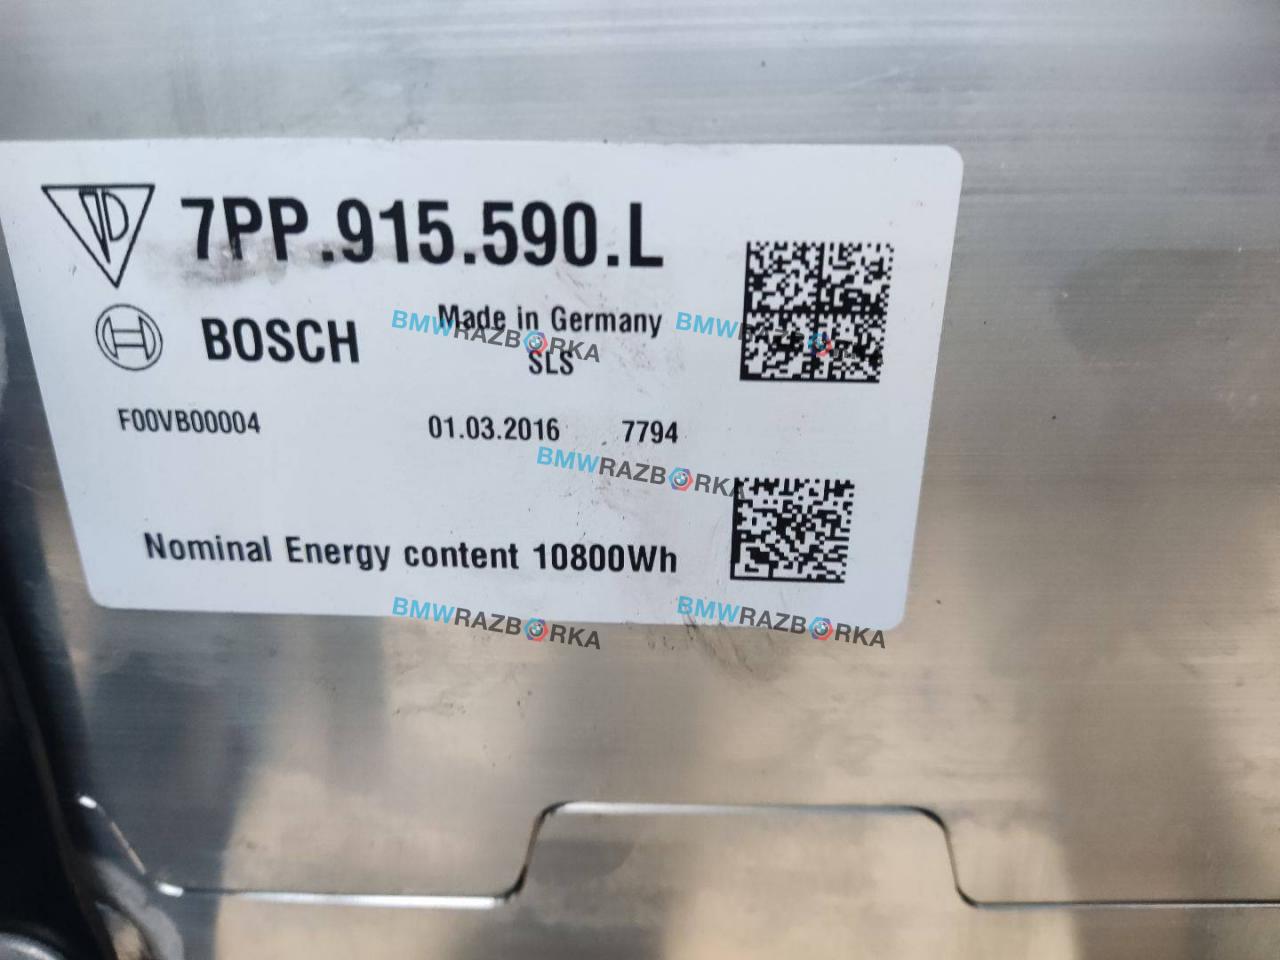 7PP.915.590.L
BOSCH
Made in Germany
SLS
F00VB00004
01.03.2016 7794
Nominal Energy content 10800Wh
BMWRAZBORKA
BMWRAZBORKA
BMWRAZBORKA
BMWRAZBORKA
BMWRAZBORKA